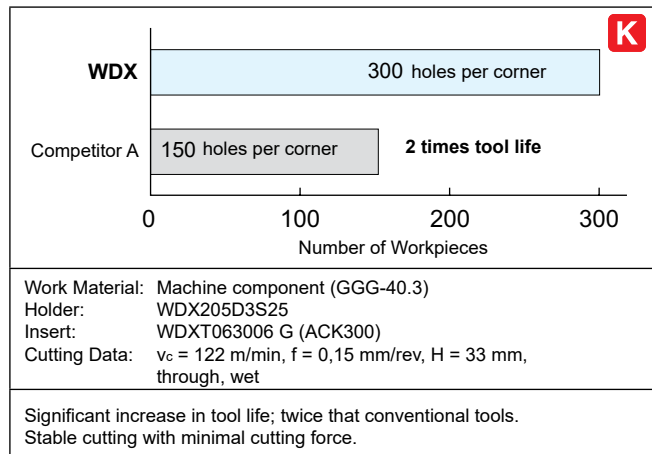 K
WDX
300 holes per corner
Competitor A
150 holes per corner
2 times tool life
0 100 200 300
Number of Workpieces
Work Material: Machine component (GGG-40.3)
Holder: WDX205D3S25
Insert: WDXT063006 G (ACK300)
Cutting Data: vc = 122 m/min, f = 0,15 mm/rev, H = 33 mm,
through, wet
Significant increase in tool life; twice that conventional tools.
Stable cutting with minimal cutting force.